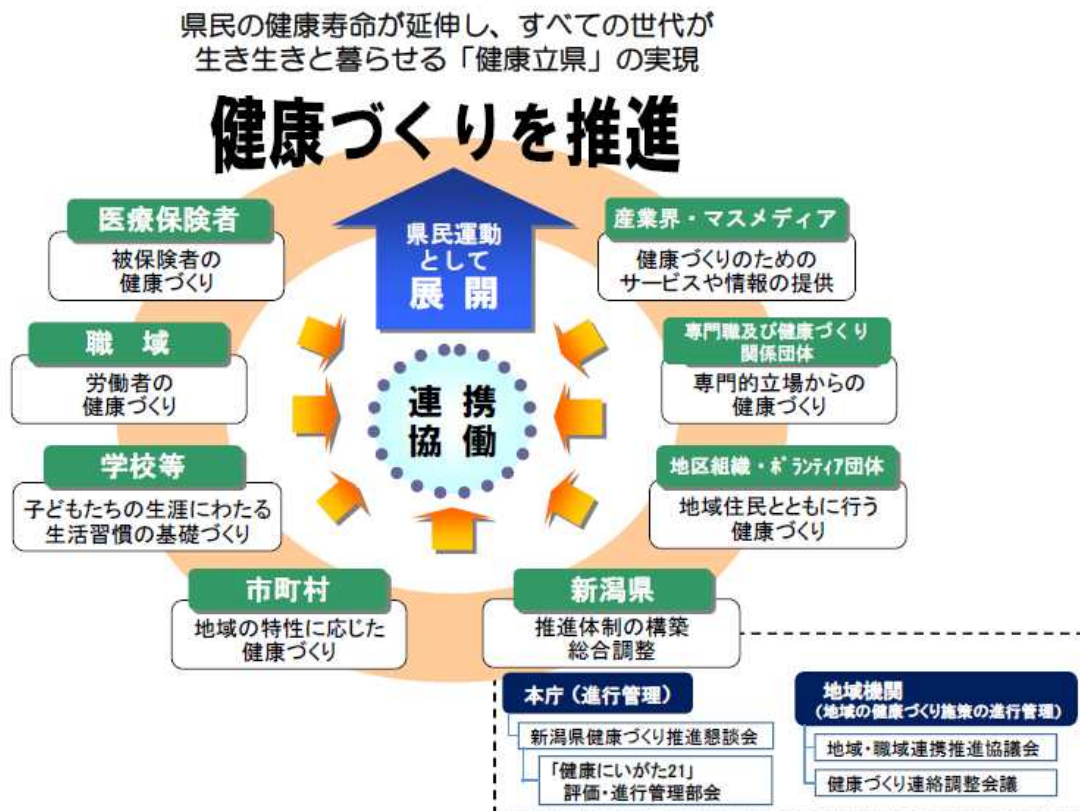 県民の健康寿命が延伸し、すべての世代が
生き生きと暮らせる「健康立県」の実現
健康づくりを推進
県民運動
として
展開
連携
協働
医療保険者
被保険者の
健康づくり
職域
労働者の
健康づくり
学校等
子どもたちの生涯にわたる
生活習慣の基礎づくり
市町村
地域の特性に応じた
健康づくり
産業界・マスメディア
健康づくりのための
サービスや情報の提供
専門職及び健康づくり
関係団体
専門的立場からの
健康づくり
地区組織・ボランティア団体
地域住民とともに行う
健康づくり
新潟県
推進体制の構築
総合調整
本庁（進行管理）
新潟県健康づくり推進懇談会
「健康にいがた21」
評価・進行管理部会
地域機関
（地域の健康づくり施策の進行管理）
地域・職域連携推進協議会
健康づくり連絡調整会議